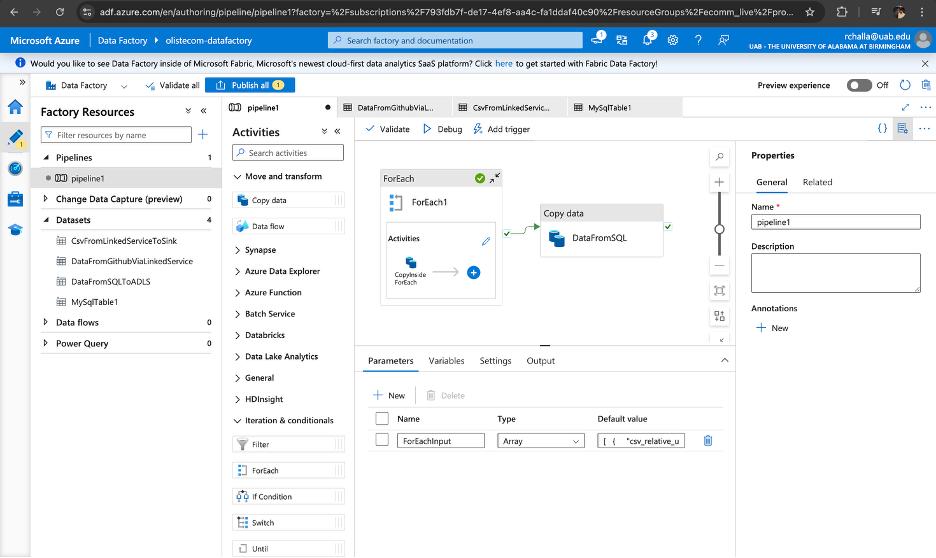 adf.azure.com/en/authoring/pipeline/pipeline1?factory=%2Fsubscriptions%2F793fdb7f-de17-4ef8-aa4c-fa1ddaf40c90%2FresourceGroups%2Fecomm_live%2Fpro...
Microsoft Azure
Data Factory
olistecom-datafactory
Search factory and documentation
1
3
rchalla@uab.edu
UAB - THE UNIVERSITY OF ALABAMA AT BIRMINGHAM
Would you like to see Data Factory inside of Microsoft Fabric, Microsoft's newest cloud-first data analytics SaaS platform? Click here to get started with Fabric Data Factory!
Data Factory
Validate all
Publish all 1
Preview experience
Off
1
Factory Resources
Filter resources by name
Pipelines 1
pipeline1
Change Data Capture (preview) 0
Datasets 4
CsvFromLinkedServiceToSink
DataFromGithubViaLinkedService
DataFromSQLToADLS
MySqlTable1
Data flows 0
Power Query 0
pipeline1
DataFromGithubViaL...
CsvFromLinkedServic...
MySqlTable1
Activities
Search activities
Move and transform
Copy data
Data flow
Synapse
Azure Data Explorer
Azure Function
Batch Service
Databricks
Data Lake Analytics
General
HDInsight
Iteration & conditionals
Filter
ForEach
If Condition
Switch
Until
Validate
Debug
Add trigger
ForEach
ForEach1
Activities
CopyInside
ForEach
Copy data
DataFromSQL
Parameters
Variables
Settings
Output
New
Delete
Name
Type
Default value
ForEachInput
Array
[ { "csv_relative_u
Properties
General
Related
Name *
pipeline1
Description
Annotations
New